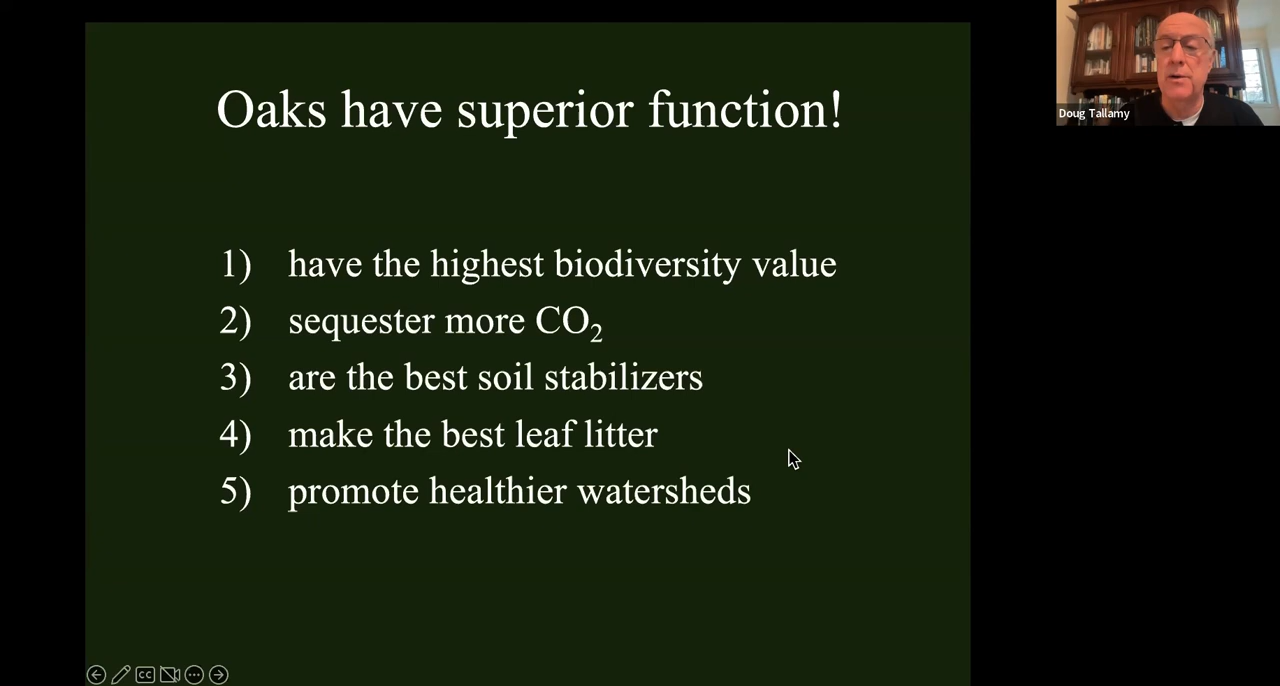 Oaks have superior function!
Doug Tallamy
1) have the highest biodiversity value
2) sequester more CO₂
3) are the best soil stabilizers
4) make the best leaf litter
5) promote healthier watersheds
CC